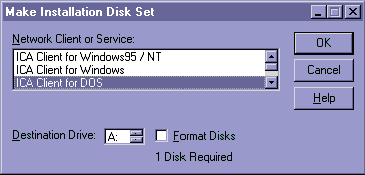 Make Installation Disk Set
Network Client or Service:
ICA Client for Windows95 / NT
ICA Client for Windows
ICA Client for DOS
OK
Cancel
Help
Destination Drive: A: Format Disks
1 Disk Required